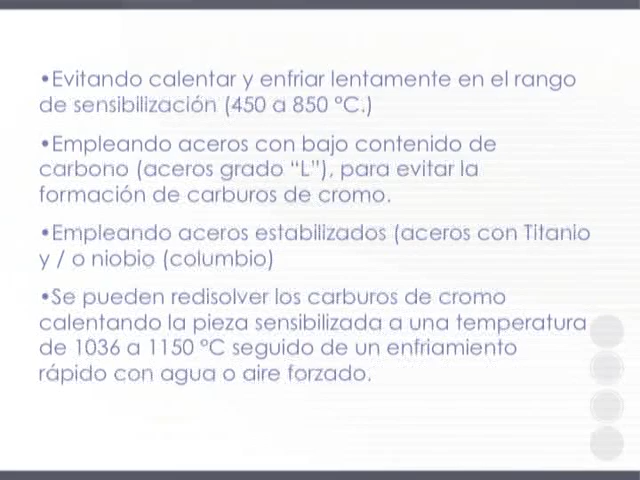 •Evitando calentar y enfriar lentamente en el rango
de sensibilización (450 a 850 °C.)
•Empleando aceros con bajo contenido de
carbono (aceros grado “L”), para evitar la
formación de carburos de cromo.
•Empleando aceros estabilizados (aceros con Titanio
y / o niobio (columbio)
•Se pueden redisolver los carburos de cromo
calentando la pieza sensibilizada a una temperatura
de 1036 a 1150 °C seguido de un enfriamiento
rápido con agua o aire forzado.